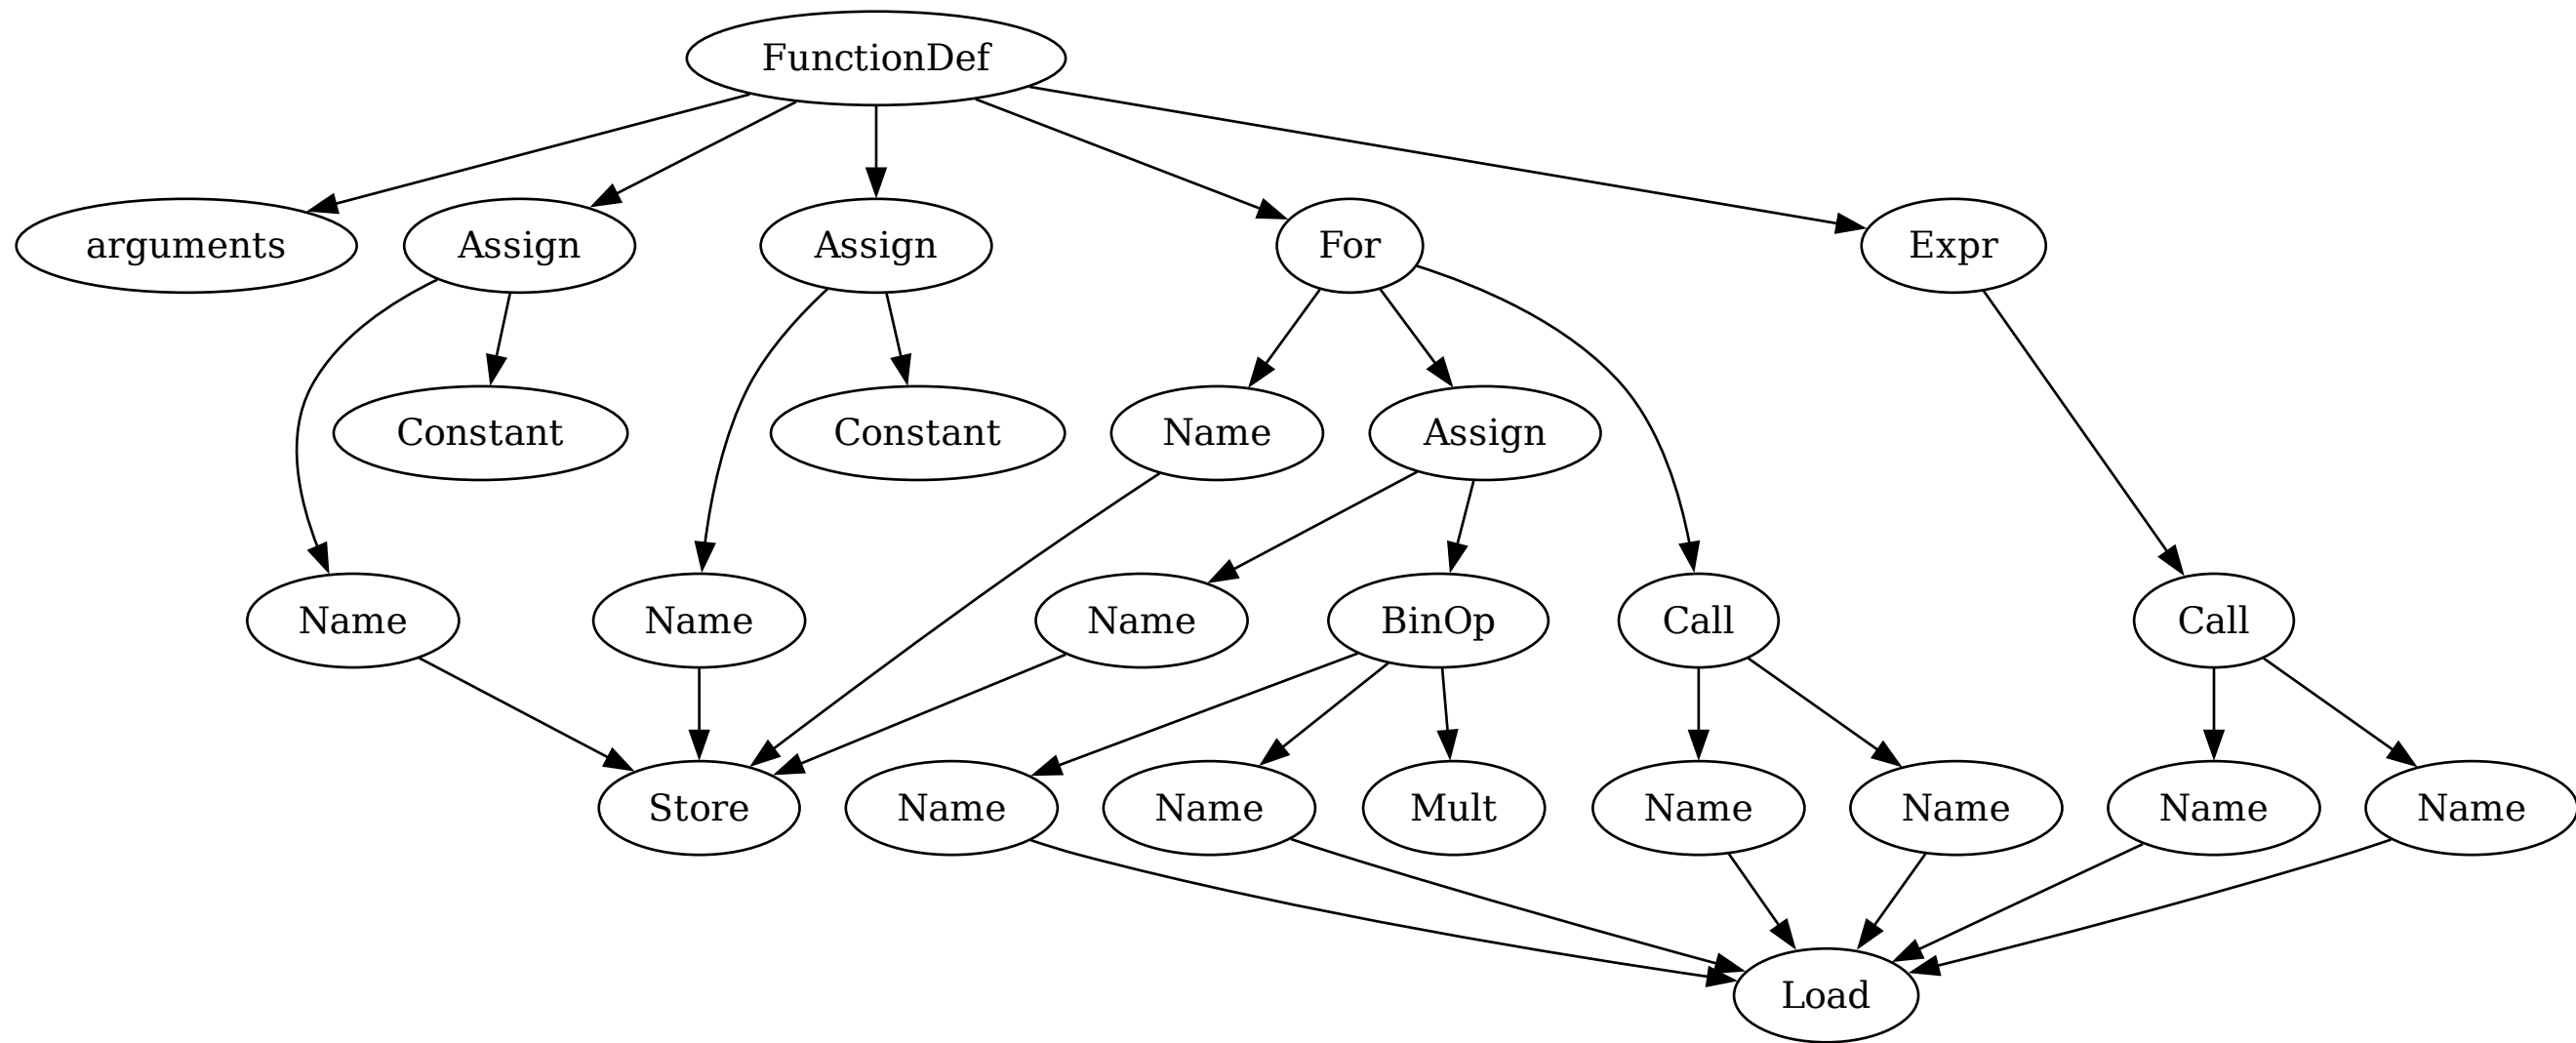 FunctionDef
arguments
Assign
Assign
For
Expr
Constant
Constant
Name
Assign
Name
Name
Name
BinOp
Call
Call
Store
Name
Name
Mult
Name
Name
Name
Name
Load